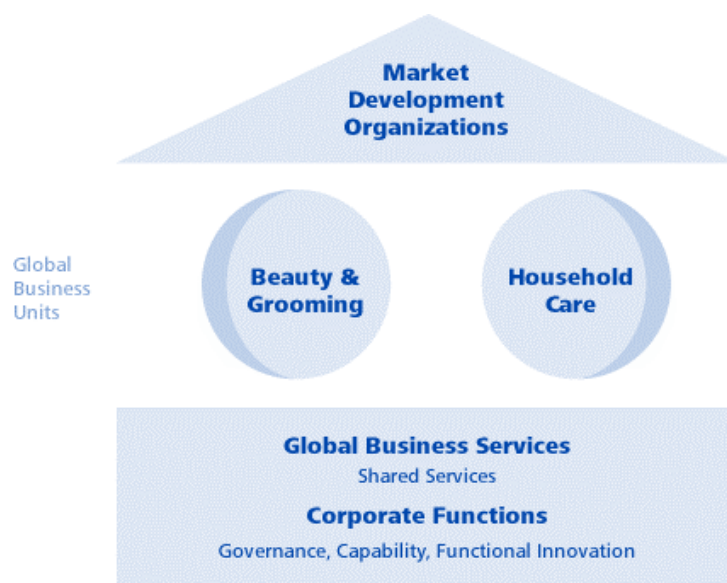 Market
Development
Organizations
Global
Business
Units
Beauty &
Grooming
Household
Care
Global Business Services
Shared Services
Corporate Functions
Governance, Capability, Functional Innovation